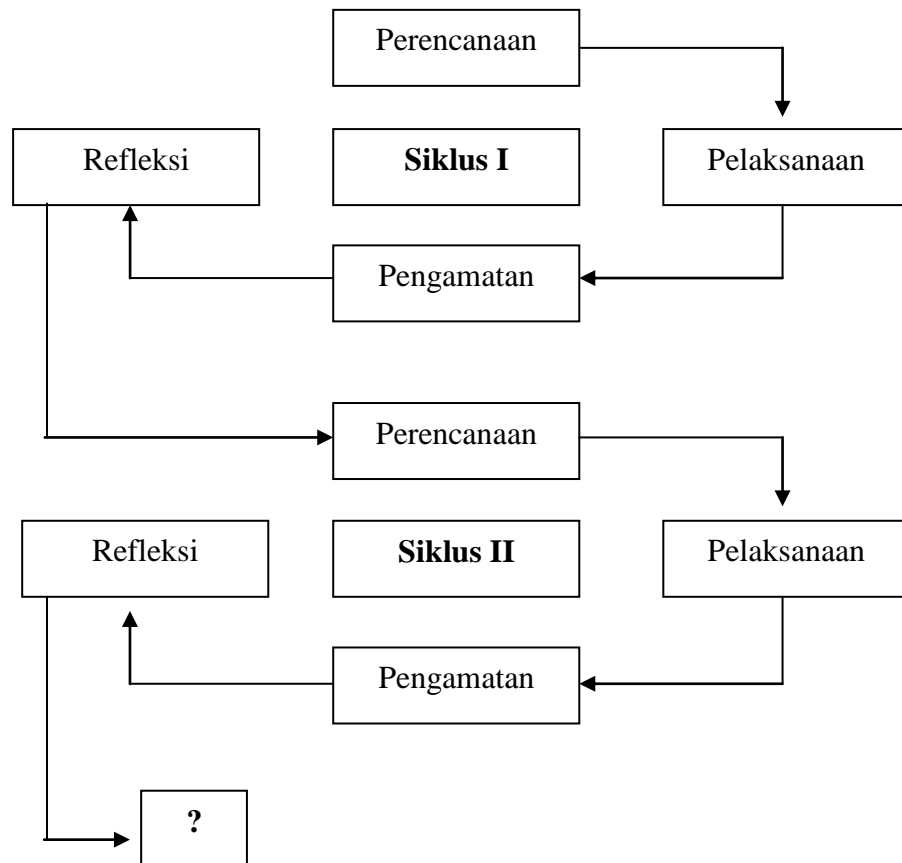 Perencanaan
Refleksi
Siklus I
Pelaksanaan
Pengamatan
Perencanaan
Refleksi
Siklus II
Pelaksanaan
Pengamatan
?